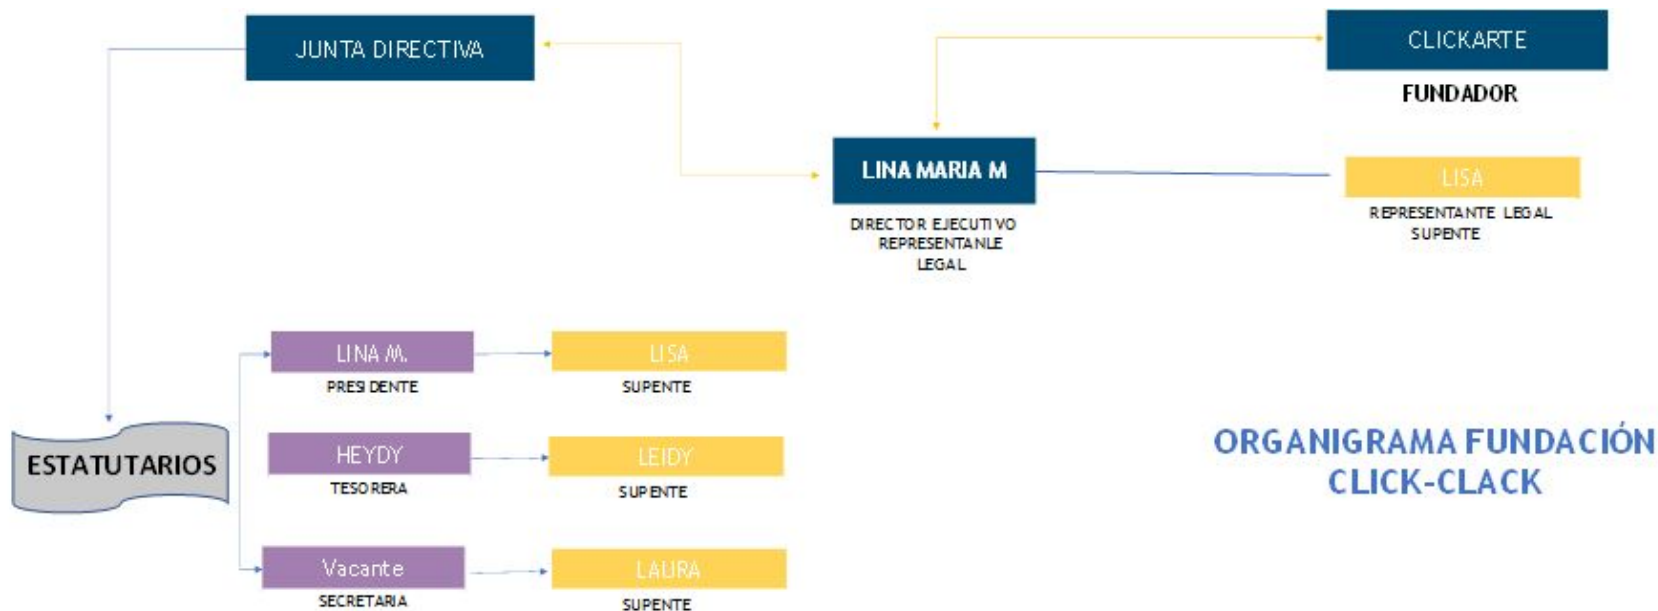 JUNTA DIRECTIVA
CLICKARTE
FUNDADOR
LINA MARIA M
DIRECTOR EJECUTIVO
REPRESENTANLE
LEGAL
LISA
REPRESENTANTE LEGAL
SUPENTE
LINA M.
PRESIDENTE
LISA
SUPENTE
ESTATUTARIOS
HEYDY
TESORERA
LEIDY
SUPENTE
Vacante
SECRETARIA
LAURA
SUPENTE
ORGANIGRAMA FUNDACIÓN
CLICK-CLACK